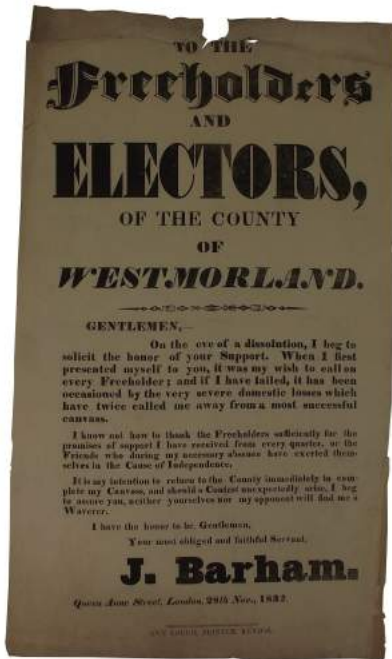 TO THE
Freeholders
AND
ELECTORS,
OF THE COUNTY
OF
WESTMORLAND.
GENTLEMEN,—
On the eve of a dissolution, I beg to
solicit the honor of your Support. When I first
presented myself to you, it was my wish to call on
every Freeholder; and if I have failed, it has been
occasioned by the very severe domestic losses which
have twice called me away from a most successful
canvass.
I know not how to thank the Freeholders sufficiently for the
promises of support I have received from every quarter, or the
Friends who during my necessary absence have exerted them-
selves in the Cause of Independence.
It is my intention to return to the County immediately to com-
plete my Canvass, and should a Contest unexpectedly arise, I beg
to assure you, neither yourselves nor my opponent will find me a
Waverer.
I have the honor to be, Gentlemen,
Your most obliged and faithful Servant,
J. Barham.
Queen Anne Street, London, 28th Nov., 1832.
PRINTER, KENDAL.